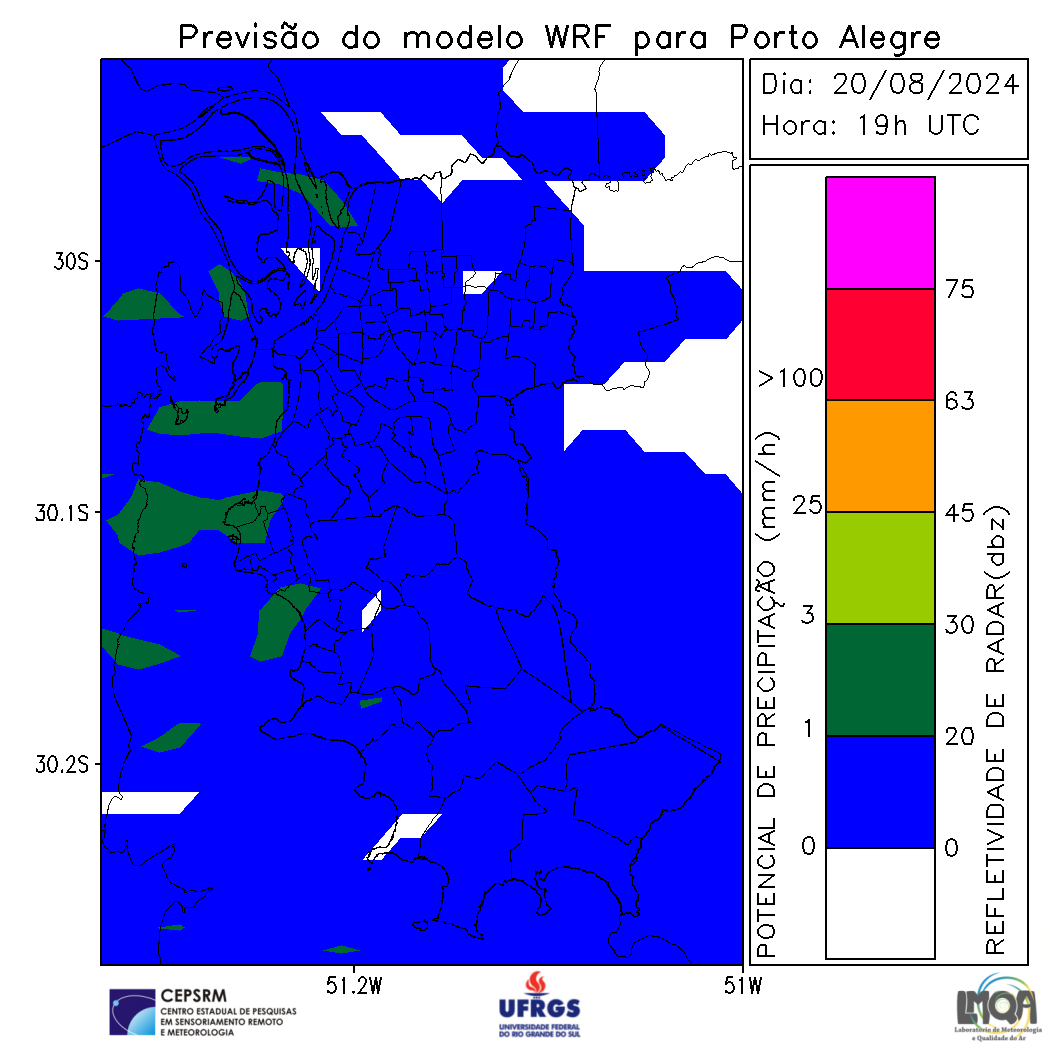 Previsão do modelo WRF para Porto Alegre
Dia: 20/08/2024
Hora: 19h UTC
30S
30.1S
30.2S
51.2W
51W
POTENCIAL DE PRECIPITAÇÃO (mm/h)
>100
25
3
1
0
75
63
45
30
20
0
REFLETIVIDADE DE RADAR(dbz)
CEPSRM
CENTRO ESTADUAL DE PESQUISAS
EM SENSORIAMENTO REMOTO
E METEOROLOGIA
UFRGS
UNIVERSIDADE FEDERAL
DO RIO GRANDE DO SUL
LMQA
Laboratório de Meteorologia
e Qualidade do Ar